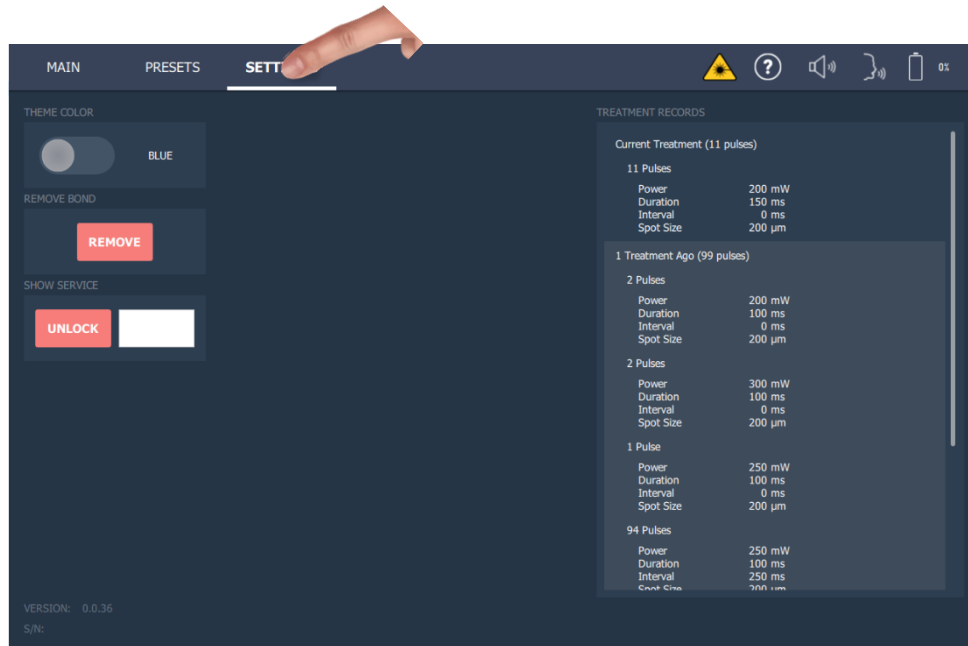 MAIN PRESETS SETT 0%
THEME COLOR
BLUE
REMOVE BOND
REMOVE
SHOW SERVICE
UNLOCK
VERSION: 0.0.36
S/N:
TREATMENT RECORDS
Current Treatment (11 pulses)
11 Pulses
Power 200 mW
Duration 150 ms
Interval 0 ms
Spot Size 200 µm
1 Treatment Ago (99 pulses)
2 Pulses
Power 200 mW
Duration 100 ms
Interval 0 ms
Spot Size 200 µm
2 Pulses
Power 300 mW
Duration 100 ms
Interval 0 ms
Spot Size 200 µm
1 Pulse
Power 250 mW
Duration 100 ms
Interval 0 ms
Spot Size 200 µm
94 Pulses
Power 250 mW
Duration 100 ms
Interval 250 ms
Spot Size 200 µm